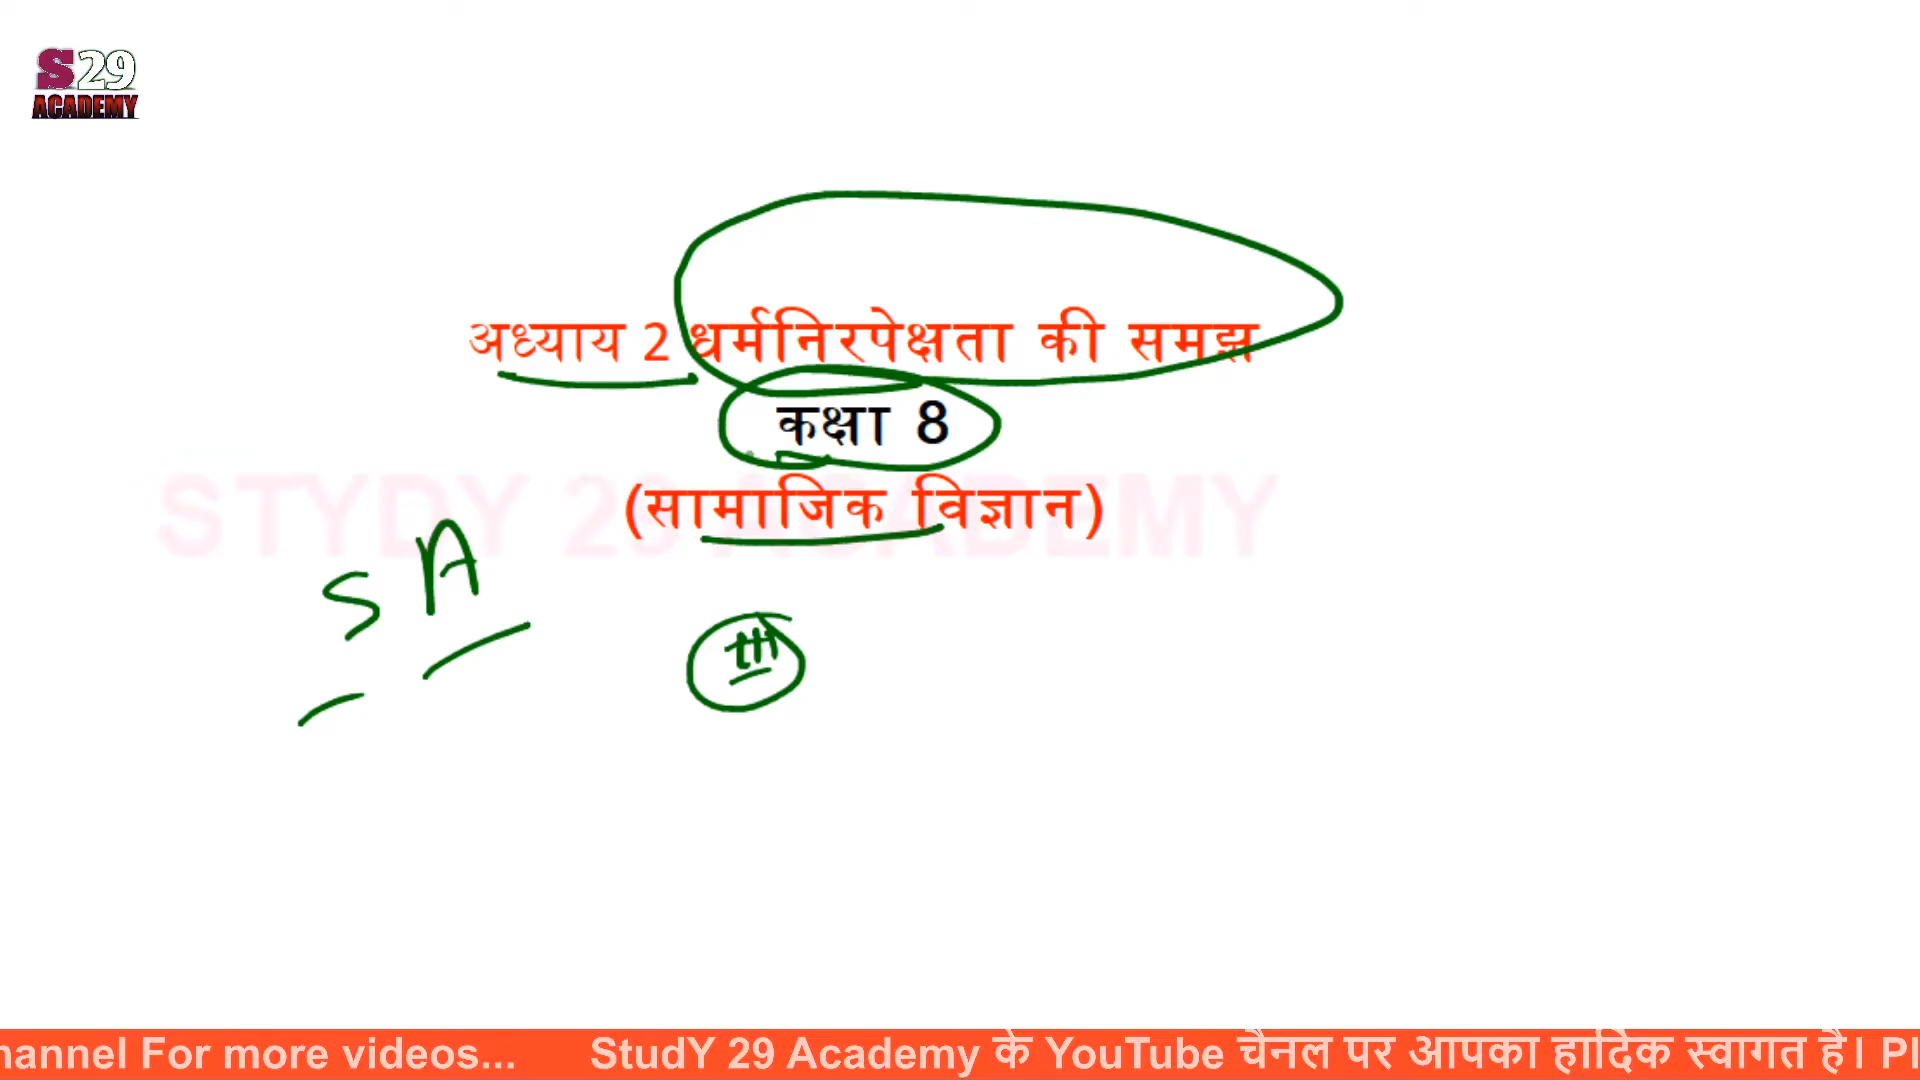 S29
ACADEMY
अध्याय 2 धर्मनिरपेक्षता की समझ
कक्षा 8
(सामाजिक विज्ञान)
STYDY 29 ACADEMY
S A
th
hannel For more videos... StudY 29 Academy के YouTube चैनल पर आपका हार्दिक स्वागत है। Pl